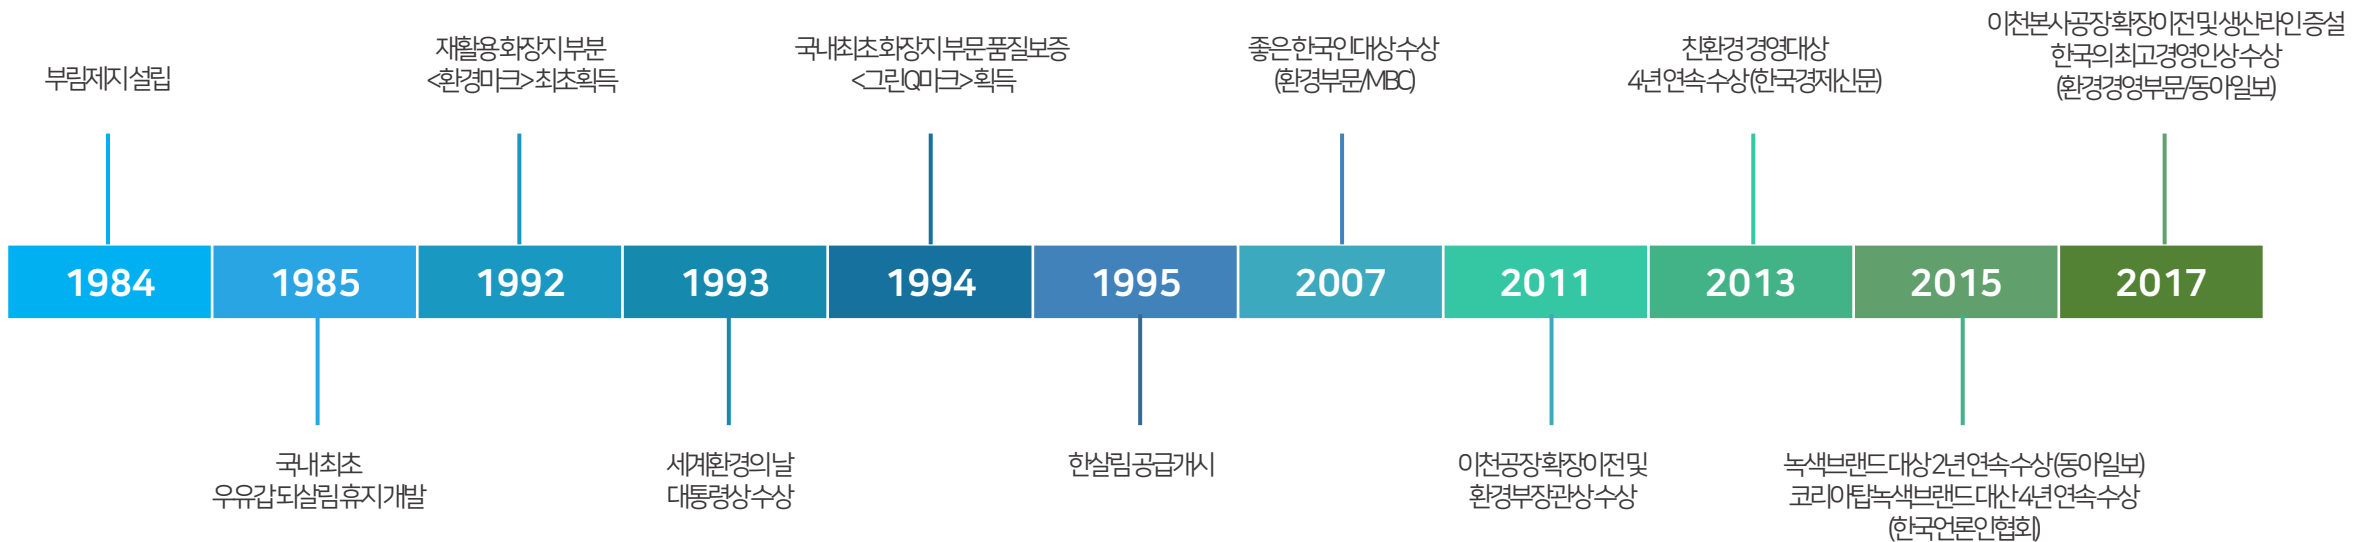 부림제지 설립
재활용 화장지 부분
<환경마크> 최초획득
국내최초 화장지 부문 품질보증
<그린Q마크> 획득
좋은 한국인 대상 수상
(환경부문/MBC)
친환경 경영대상
4년 연속 수상(한국경제신문)
이천본사공장 확장이전 및 생산라인 증설
한국의 최고경영인상 수상
(환경경영부문/동아일보)
1984
1985
1992
1993
1994
1995
2007
2011
2013
2015
2017
국내 최초
우유갑 되살림 휴지 개발
세계환경의 날
대통령상 수상
한살림 공급개시
이천공장 확장이전 및
환경부장관상 수상
녹색브랜드 대상 2년 연속 수상(동아일보)
코리아탑녹색브랜드 대산 4년 연속 수상
(한국언론인협회)